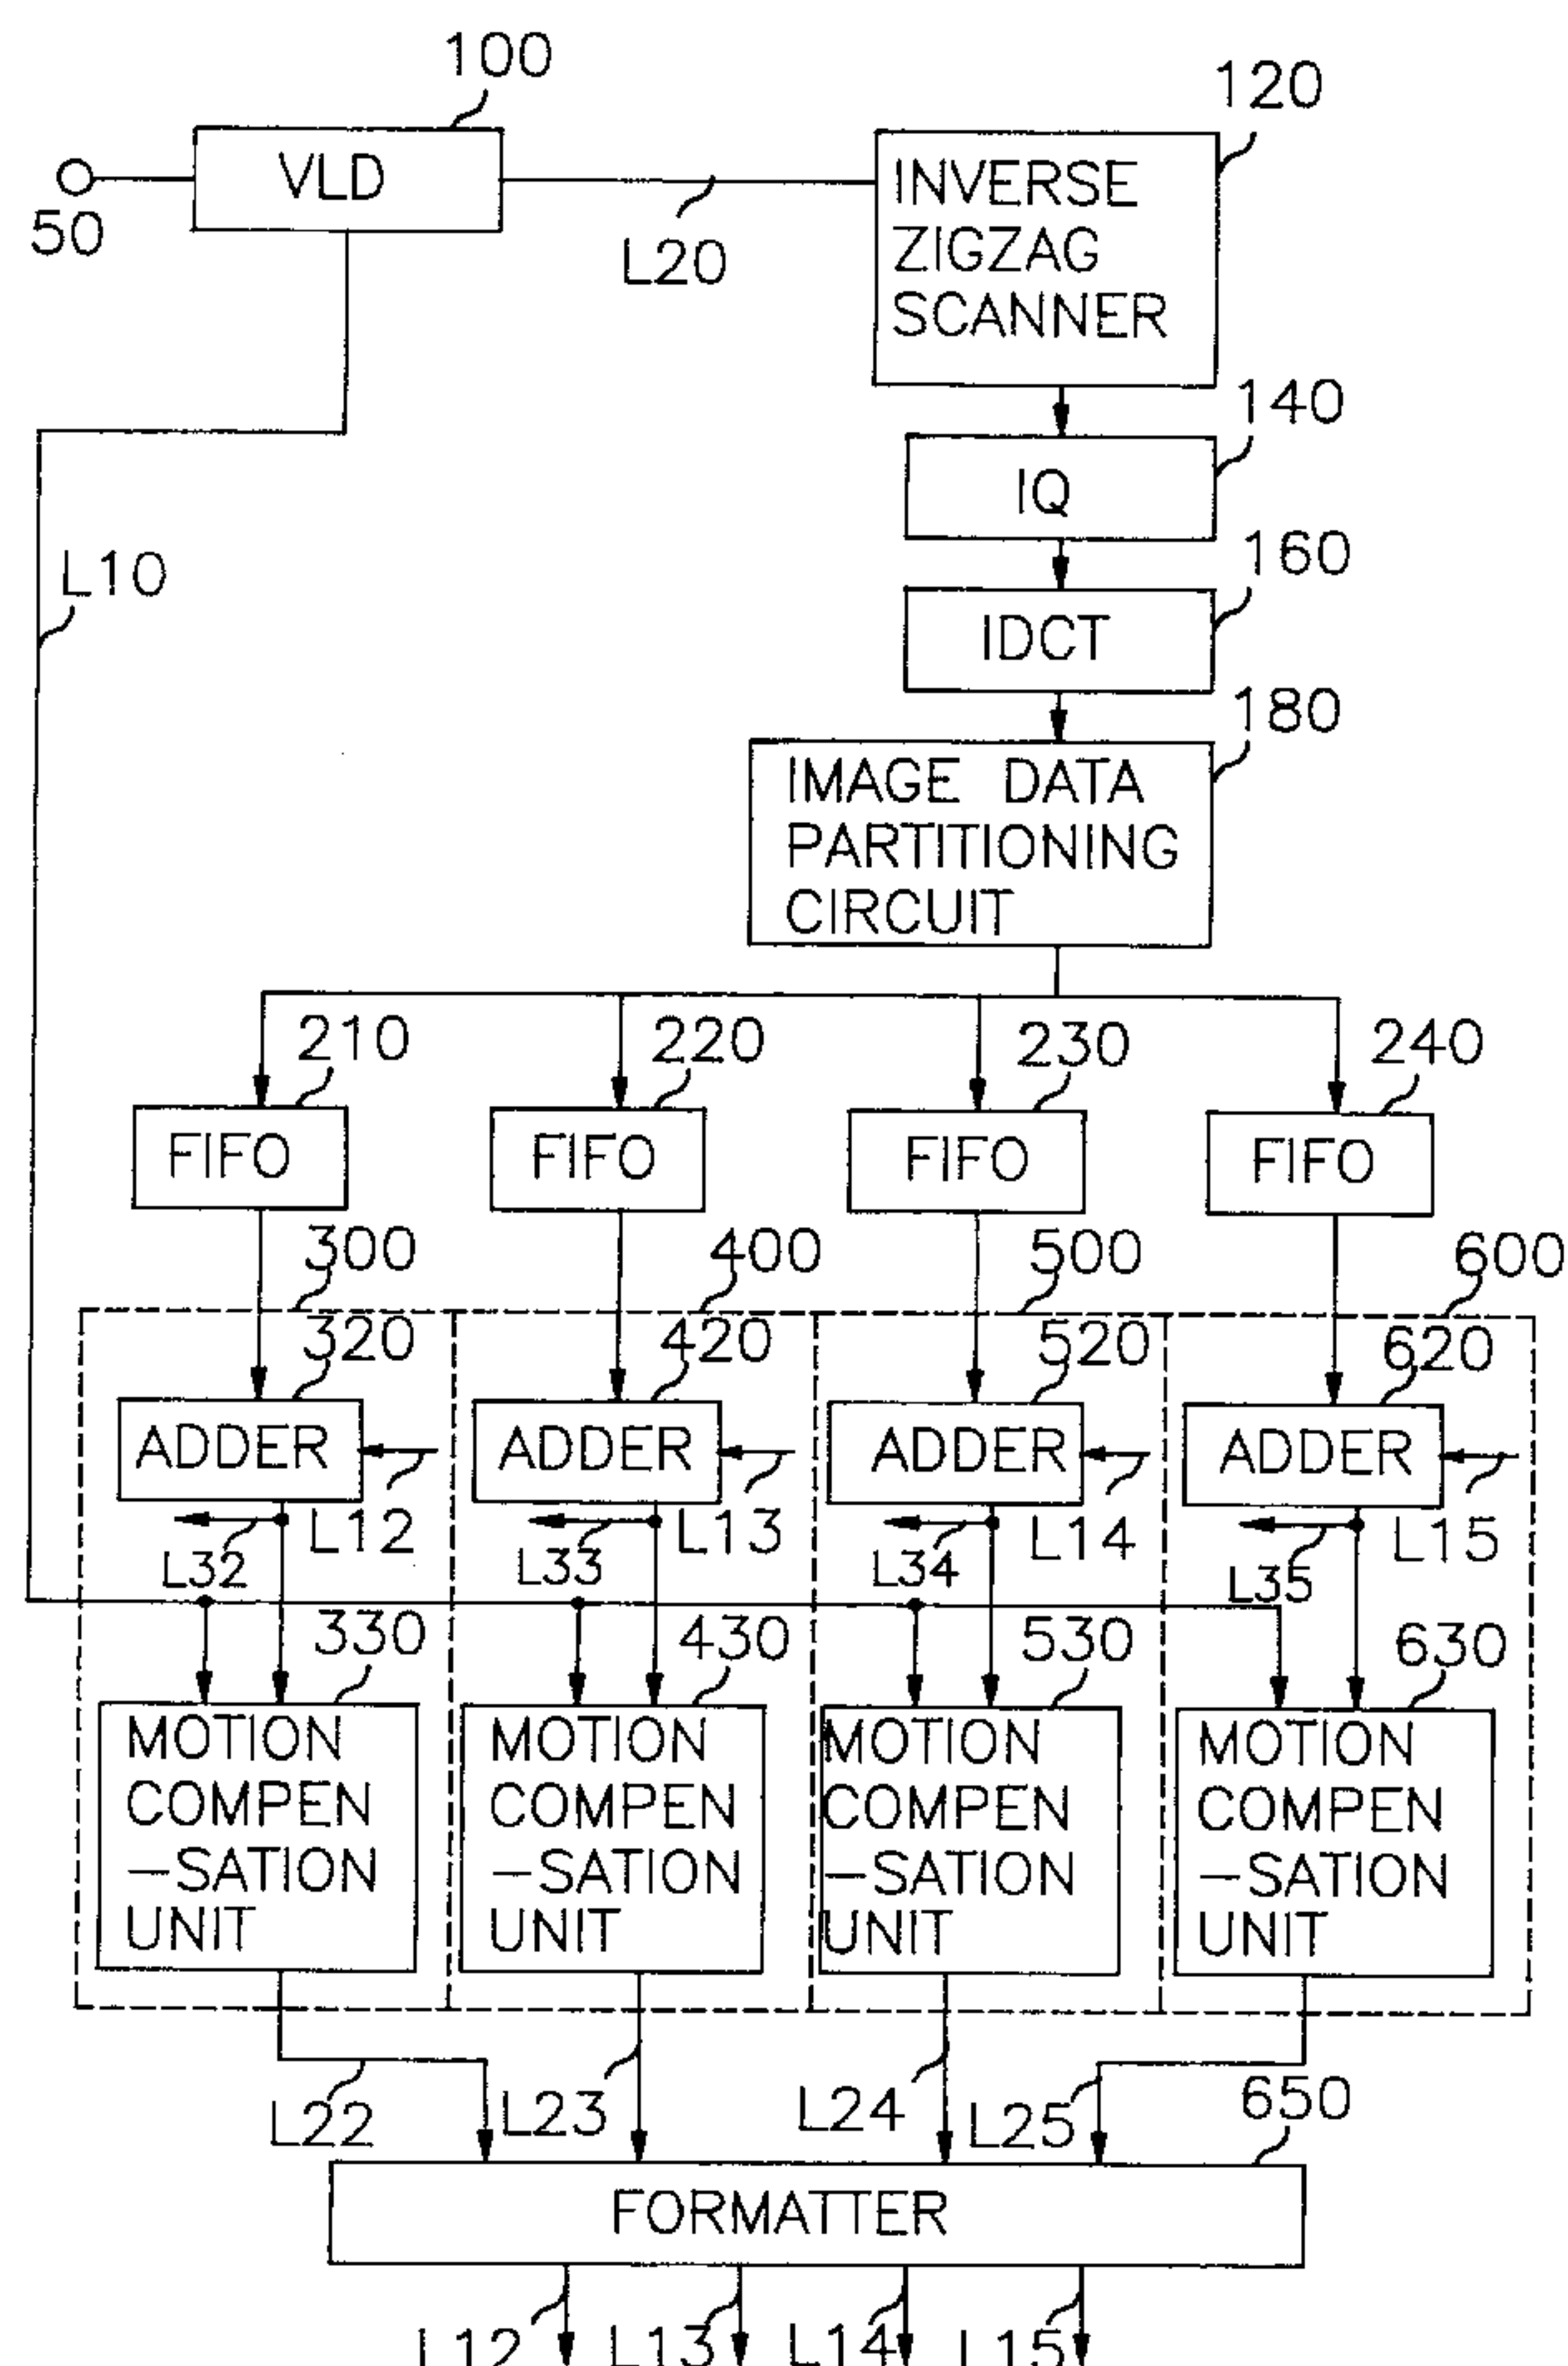 100
120
VLD
50
L20
INVERSE
ZIGZAG
SCANNER
140
IQ
L10
160
IDCT
180
IMAGE DATA
PARTITIONING
CIRCUIT
210
220
230
240
FIFO
FIFO
FIFO
FIFO
300
400
500
600
320
420
520
620
ADDER
ADDER
ADDER
ADDER
L12
L13
L14
L15
L32
L33
L34
L35
330
430
530
630
MOTION
COMPEN
-SATION
UNIT
MOTION
COMPEN
-SATION
UNIT
MOTION
COMPEN
-SATION
UNIT
MOTION
COMPEN
-SATION
UNIT
L22
L23
L24
L25
650
FORMATTER
L12
L13
L14
L15